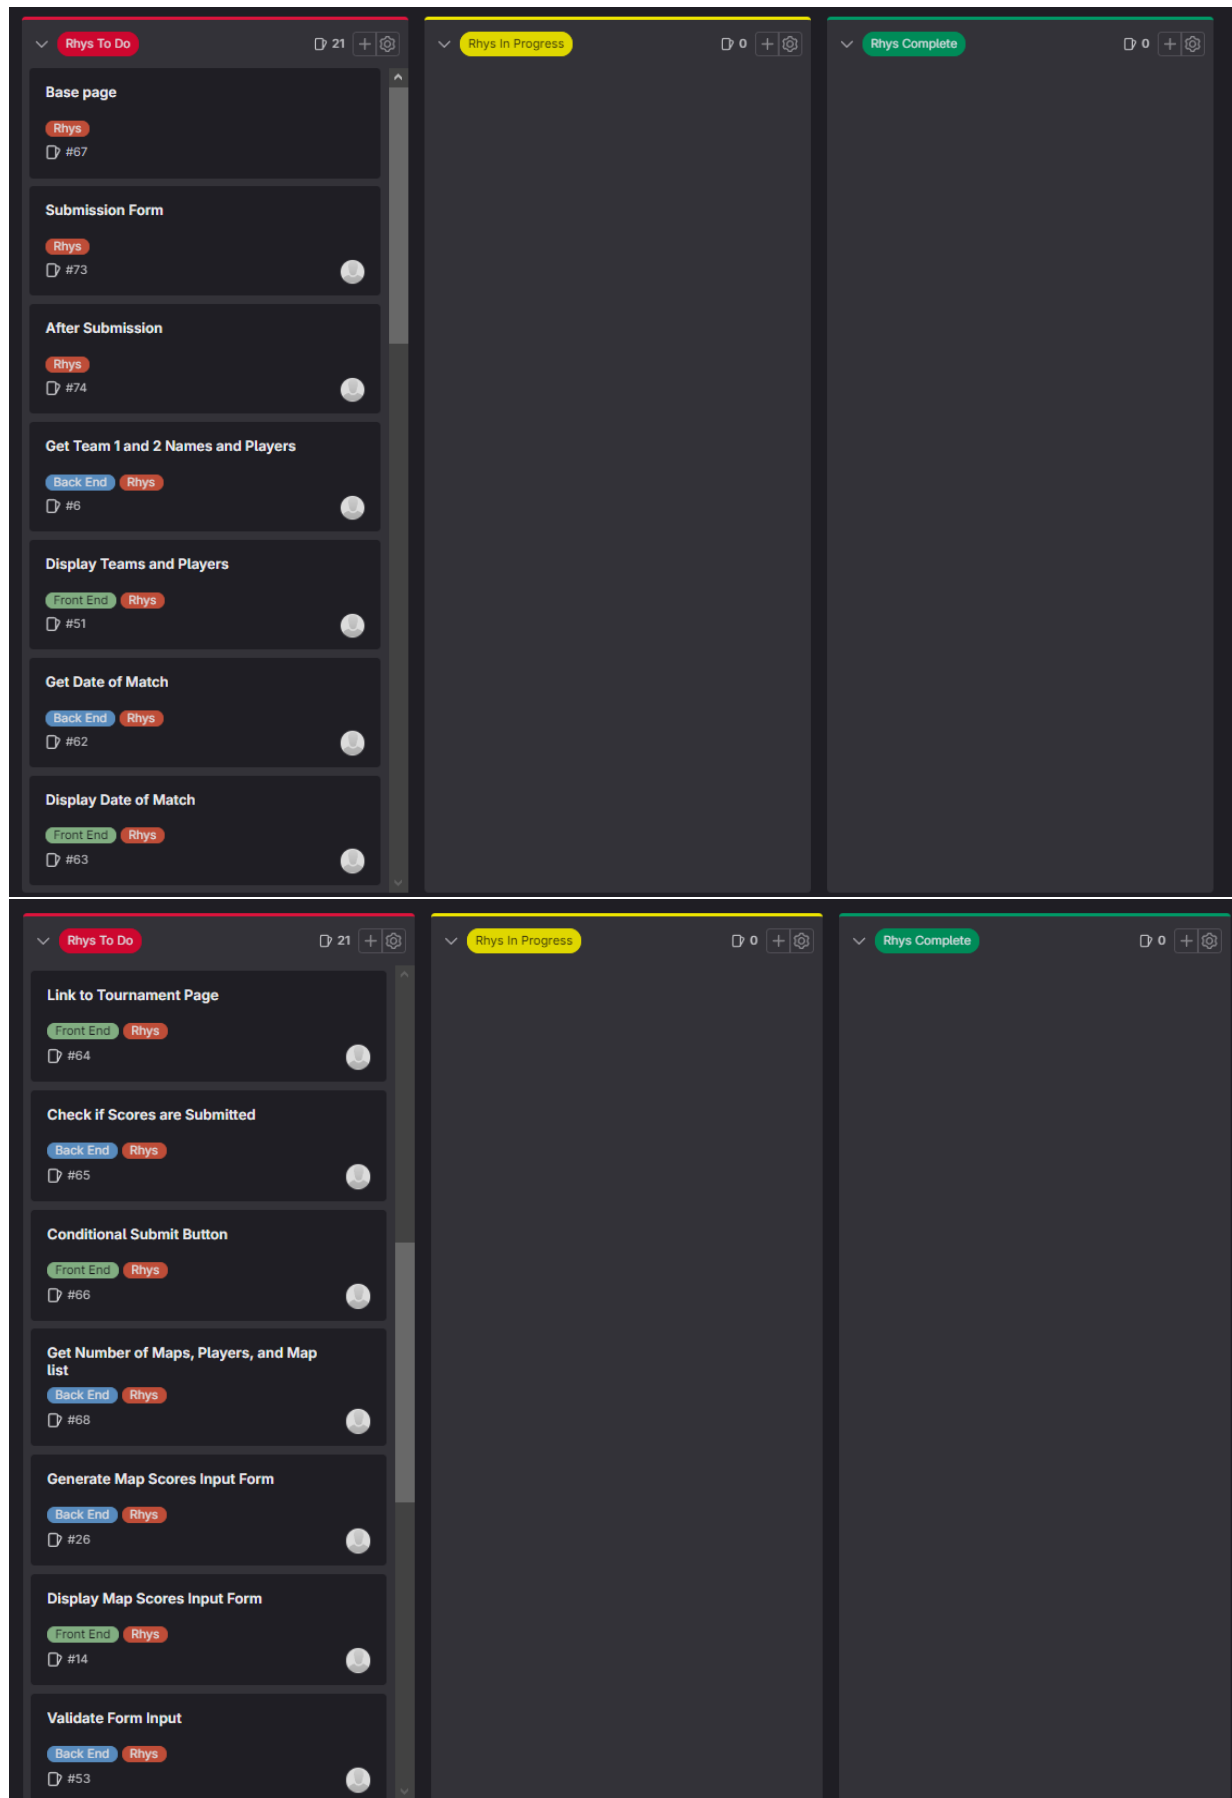 Rhys To Do 21
Rhys In Progress 0
Rhys Complete 0
Base page
Rhys
#67
Submission Form
Rhys
#73
After Submission
Rhys
#74
Get Team 1 and 2 Names and Players
Back End Rhys
#6
Display Teams and Players
Front End Rhys
#51
Get Date of Match
Back End Rhys
#62
Display Date of Match
Front End Rhys
#63
Rhys To Do 21
Rhys In Progress 0
Rhys Complete 0
Link to Tournament Page
Front End Rhys
#64
Check if Scores are Submitted
Back End Rhys
#65
Conditional Submit Button
Front End Rhys
#66
Get Number of Maps, Players, and Map
list
Back End Rhys
#68
Generate Map Scores Input Form
Back End Rhys
#26
Display Map Scores Input Form
Front End Rhys
#14
Validate Form Input
Back End Rhys
#53